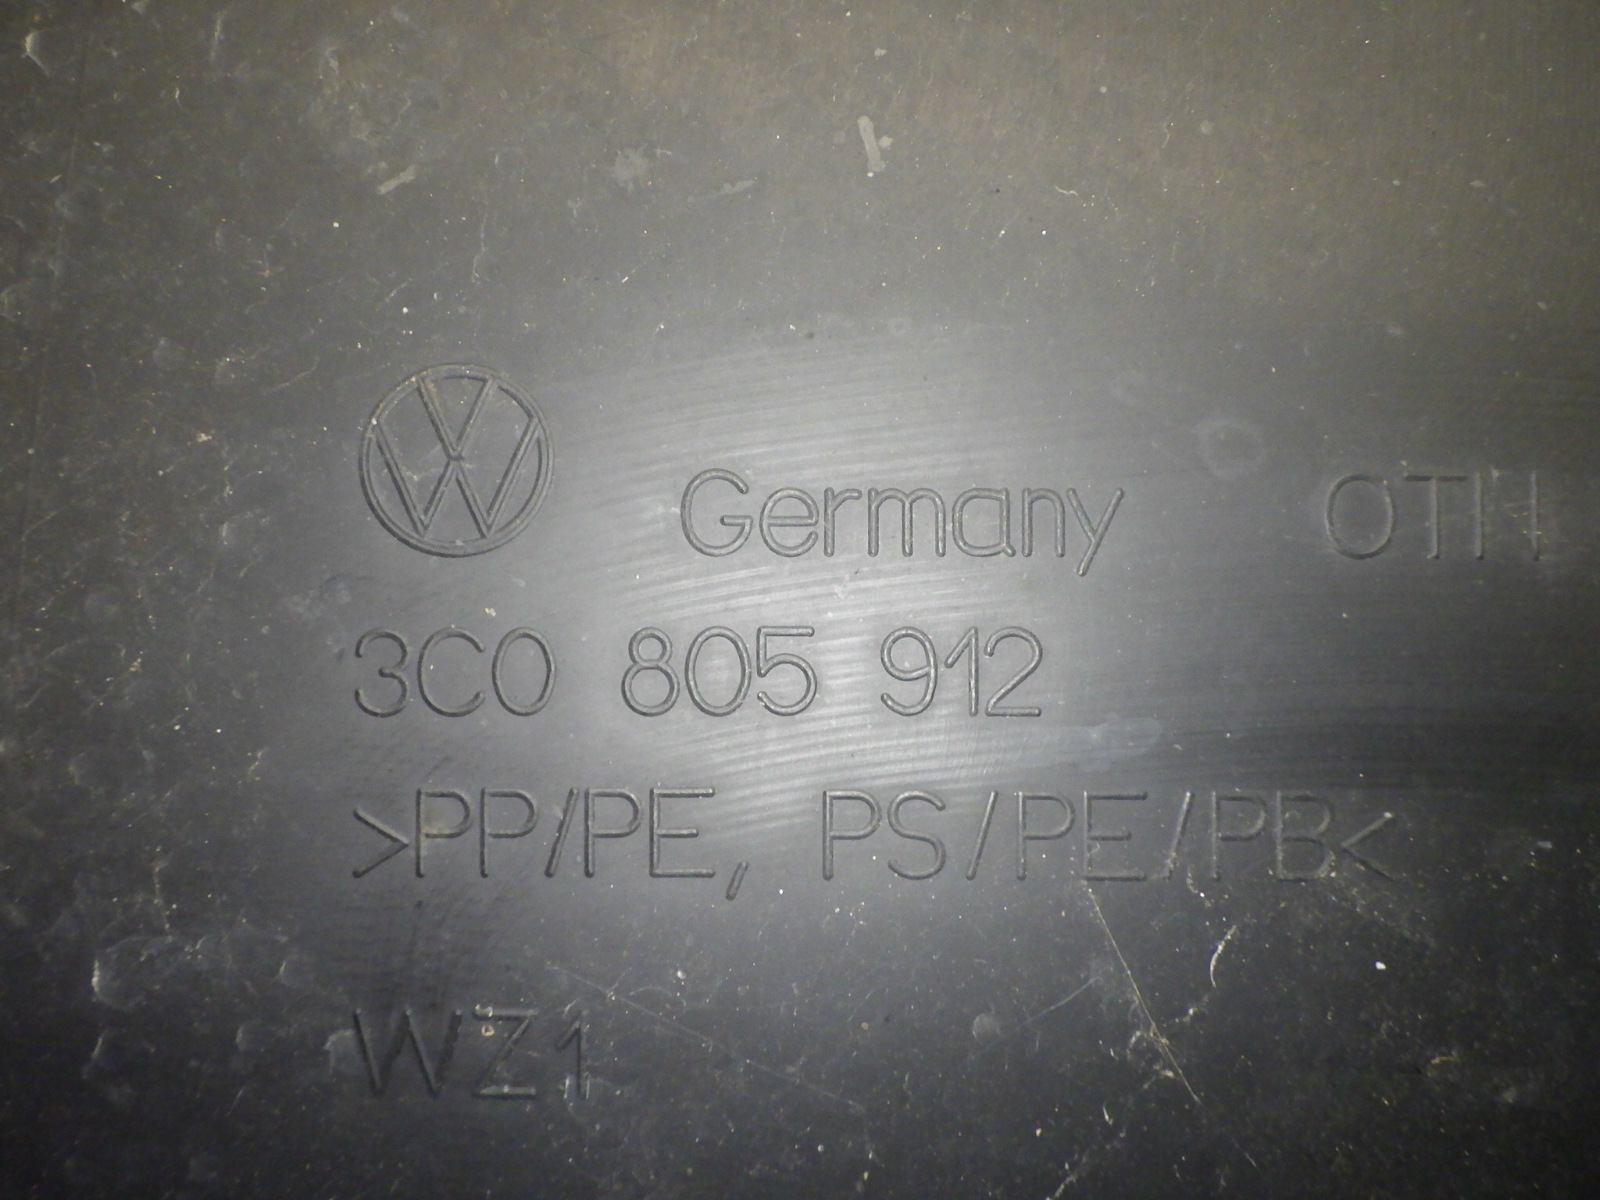 Germany
3C0 805 912
>PP/PE, PS/PE/PB<
WZ1